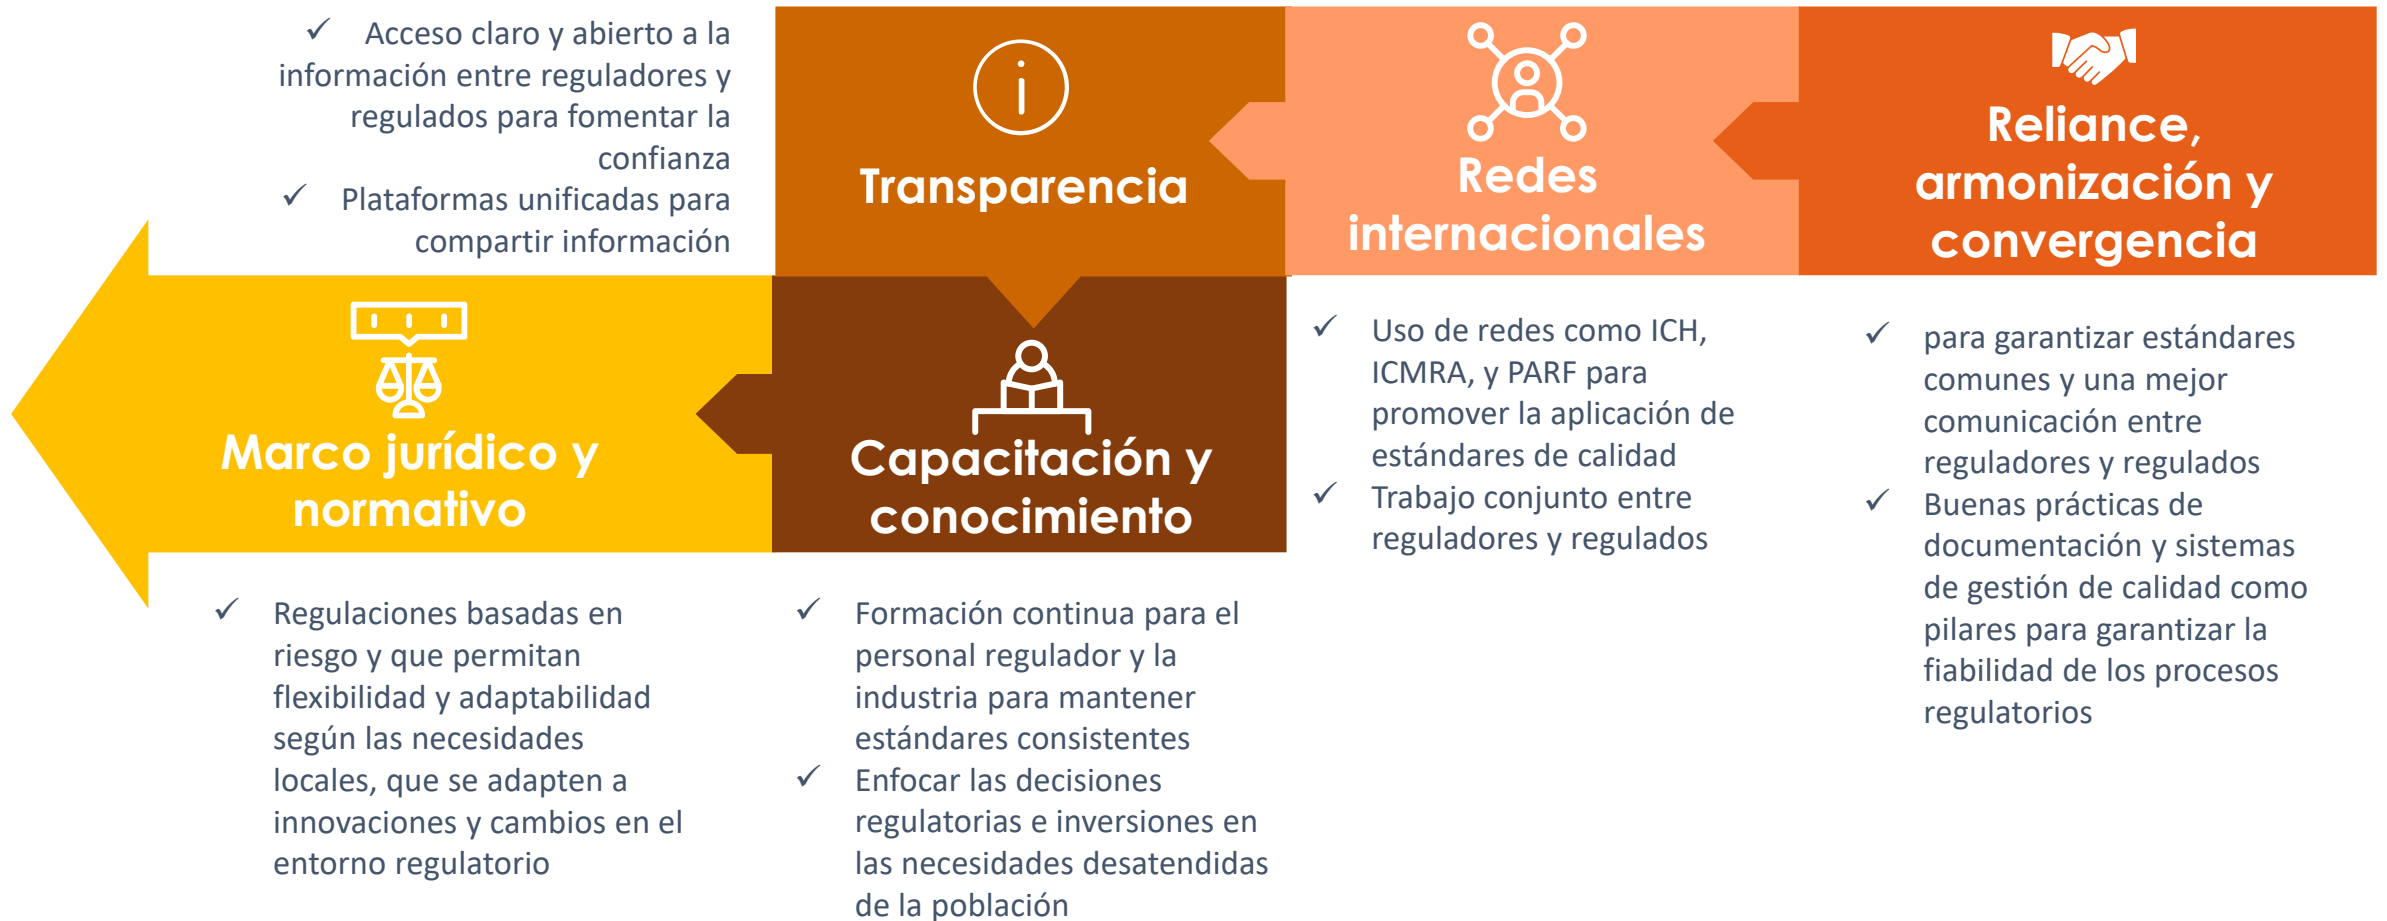 ✓ Acceso claro y abierto a la
información entre reguladores y
regulados para fomentar la
confianza
✓ Plataformas unificadas para
compartir información
Transparencia
Redes
internacionales
Reliance,
armonización y
convergencia
Marco jurídico y
normativo
Capacitación y
conocimiento
✓ Uso de redes como ICH,
ICMRA, y PARF para
promover la aplicación de
estándares de calidad
✓ Trabajo conjunto entre
reguladores y regulados
✓ para garantizar estándares
comunes y una mejor
comunicación entre
reguladores y regulados
✓ Buenas prácticas de
documentación y sistemas
de gestión de calidad como
pilares para garantizar la
fiabilidad de los procesos
regulatorios
✓ Regulaciones basadas en
riesgo y que permitan
flexibilidad y adaptabilidad
según las necesidades
locales, que se adapten a
innovaciones y cambios en el
entorno regulatorio
✓ Formación continua para el
personal regulador y la
industria para mantener
estándares consistentes
✓ Enfocar las decisiones
regulatorias e inversiones en
las necesidades desatendidas
de la población